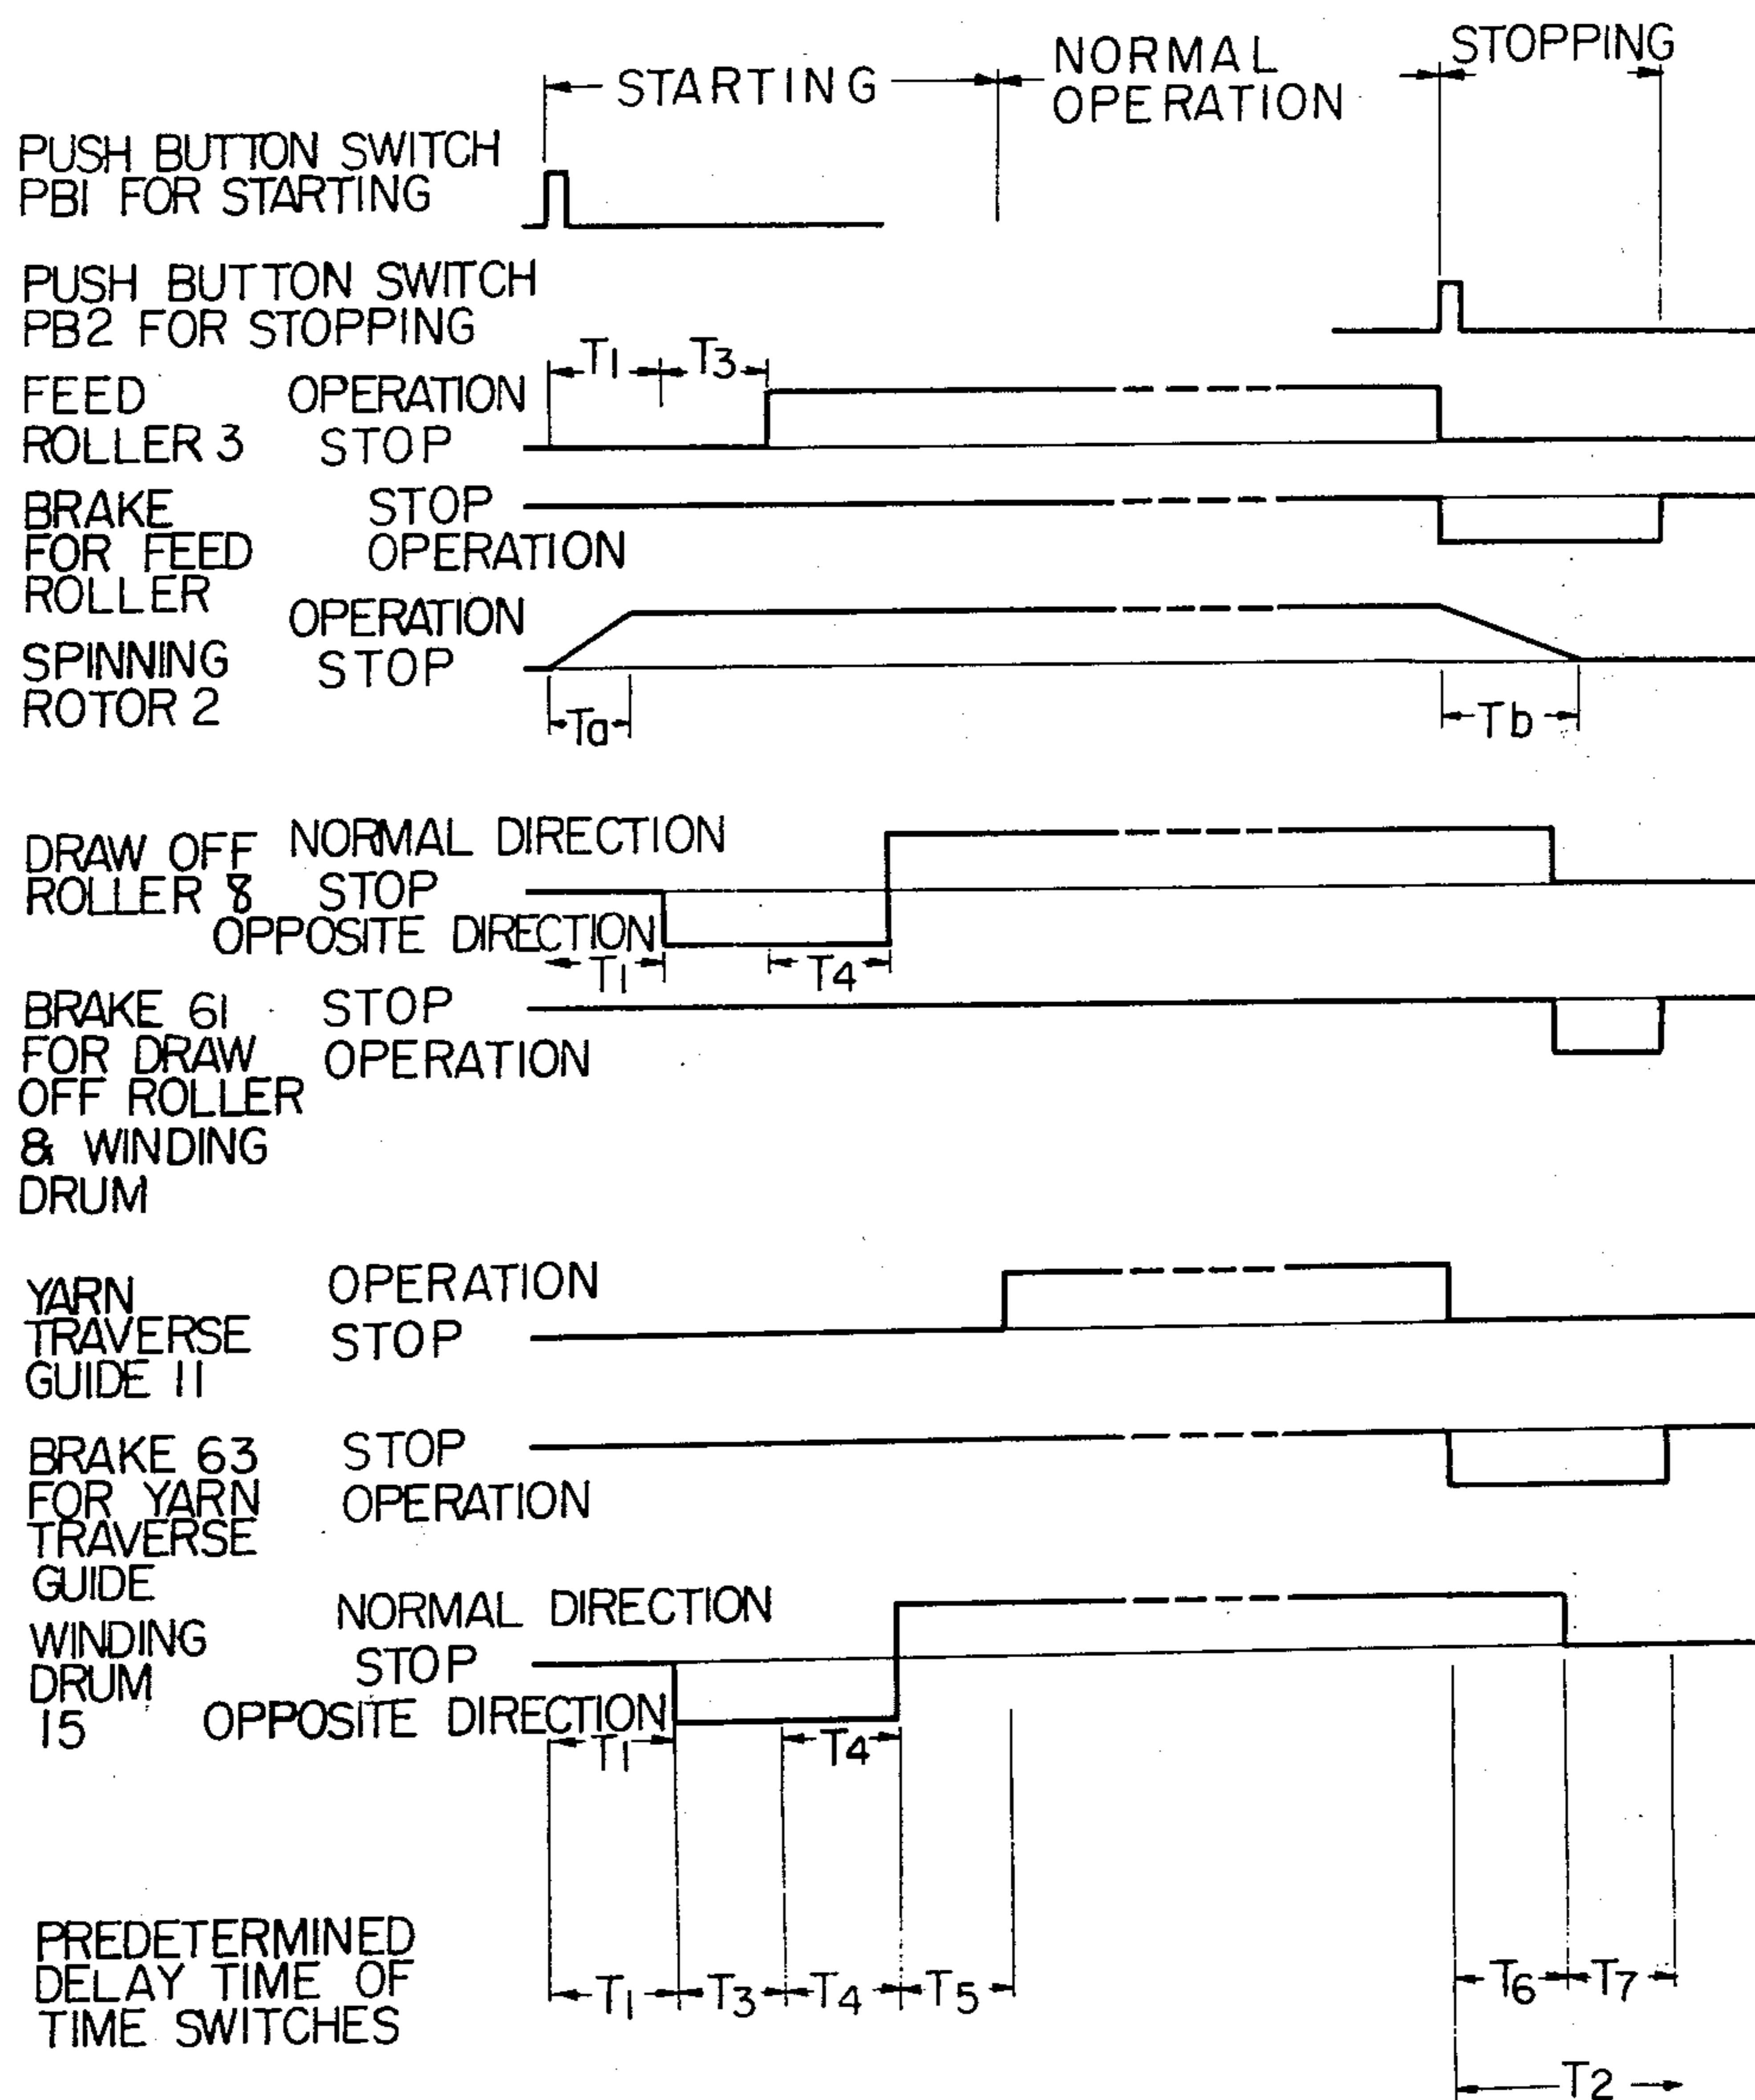 STARTING
NORMAL
OPERATION
STOPPING
PUSH BUTTON SWITCH
PB1 FOR STARTING
PUSH BUTTON SWITCH
PB2 FOR STOPPING
T1 T3
FEED OPERATION
ROLLER 3 STOP
BRAKE STOP
FOR FEED OPERATION
ROLLER
OPERATION
SPINNING STOP
ROTOR 2
Ta Tb
DRAW OFF NORMAL DIRECTION
ROLLER 8 STOP
OPPOSITE DIRECTION
T1 T4
BRAKE 61 STOP
FOR DRAW OPERATION
OFF ROLLER
& WINDING
DRUM
YARN OPERATION
TRAVERSE STOP
GUIDE 11
BRAKE 63 STOP
FOR YARN OPERATION
TRAVERSE
GUIDE
NORMAL DIRECTION
WINDING STOP
DRUM
15 OPPOSITE DIRECTION
T1 T4
PREDETERMINED
DELAY TIME OF
TIME SWITCHES
T1 T3 T4 T5 T6 T7
T2